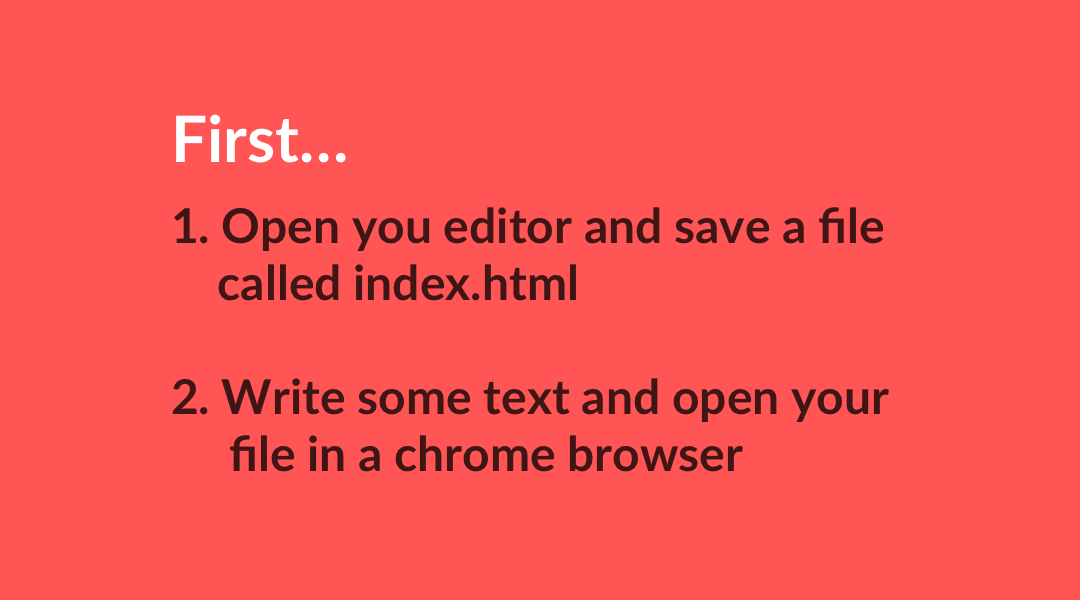 First...
1. Open you editor and save a file
called index.html
2. Write some text and open your
file in a chrome browser